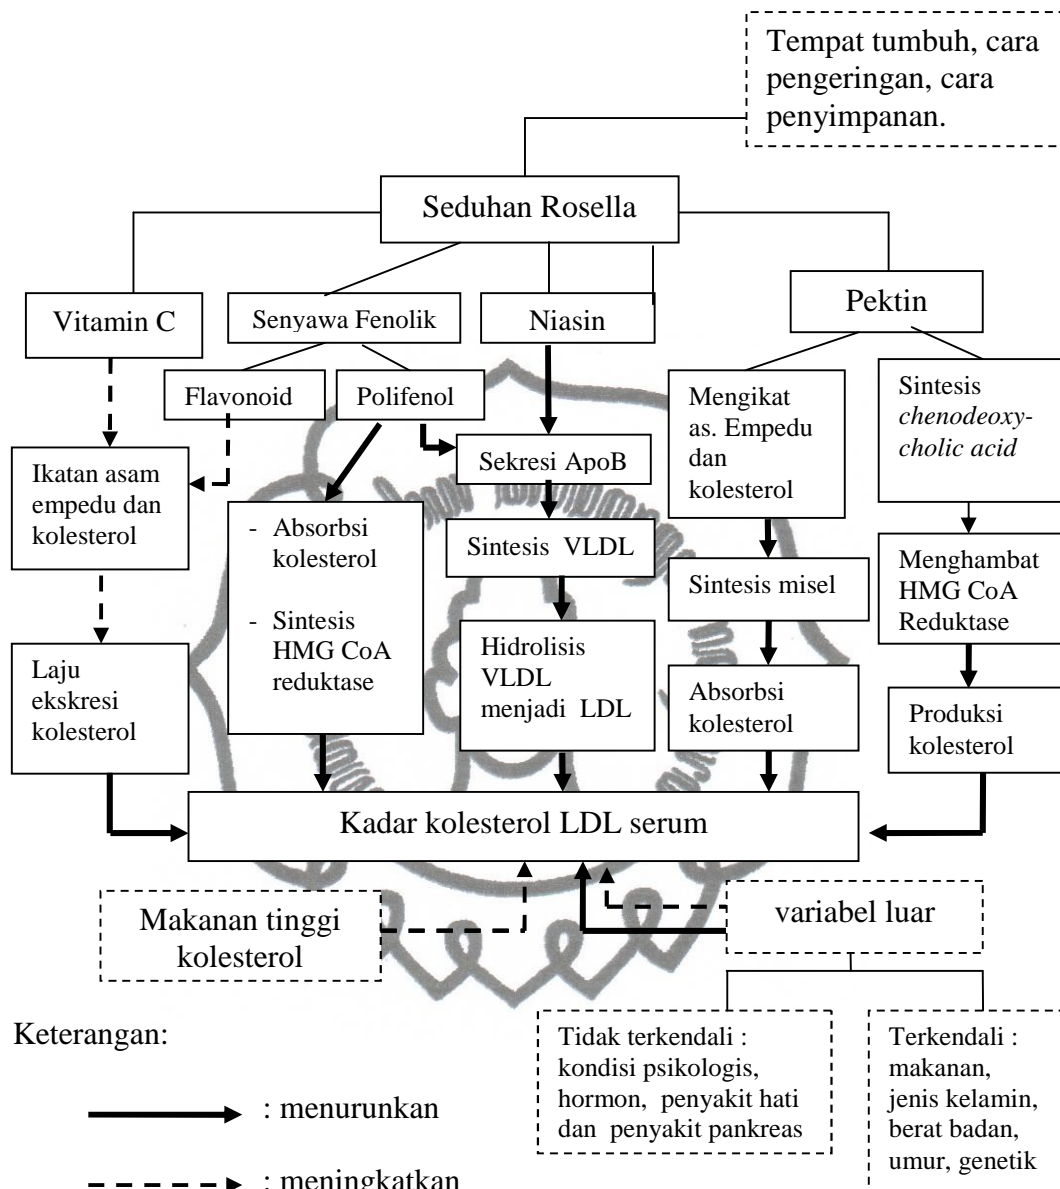 Tempat tumbuh, cara
pengeringan, cara
penyimpanan.
Seduhan Rosella
Vitamin C
Senyawa Fenolik
Niasin
Pektin
Flavonoid
Polifenol
Mengikat
as. Empedu
dan
kolesterol
Sintesis
chenodeoxy-
cholic acid
Ikatan asam
empedu dan
kolesterol
Sekresi ApoB
- Absorbsi
kolesterol
- Sintesis
HMG CoA
reduktase
Sintesis VLDL
Sintesis misel
Menghambat
HMG CoA
Reduktase
Laju
ekskresi
kolesterol
Hidrolisis
VLDL
menjadi LDL
Absorbsi
kolesterol
Produksi
kolesterol
Kadar kolesterol LDL serum
Makanan tinggi
kolesterol
variabel luar
Keterangan:
Tidak terkendali :
kondisi psikologis,
hormon, penyakit hati
dan penyakit pankreas
Terkendali :
makanan,
jenis kelamin,
berat badan,
umur, genetik
: menurunkan
: meningkatkan